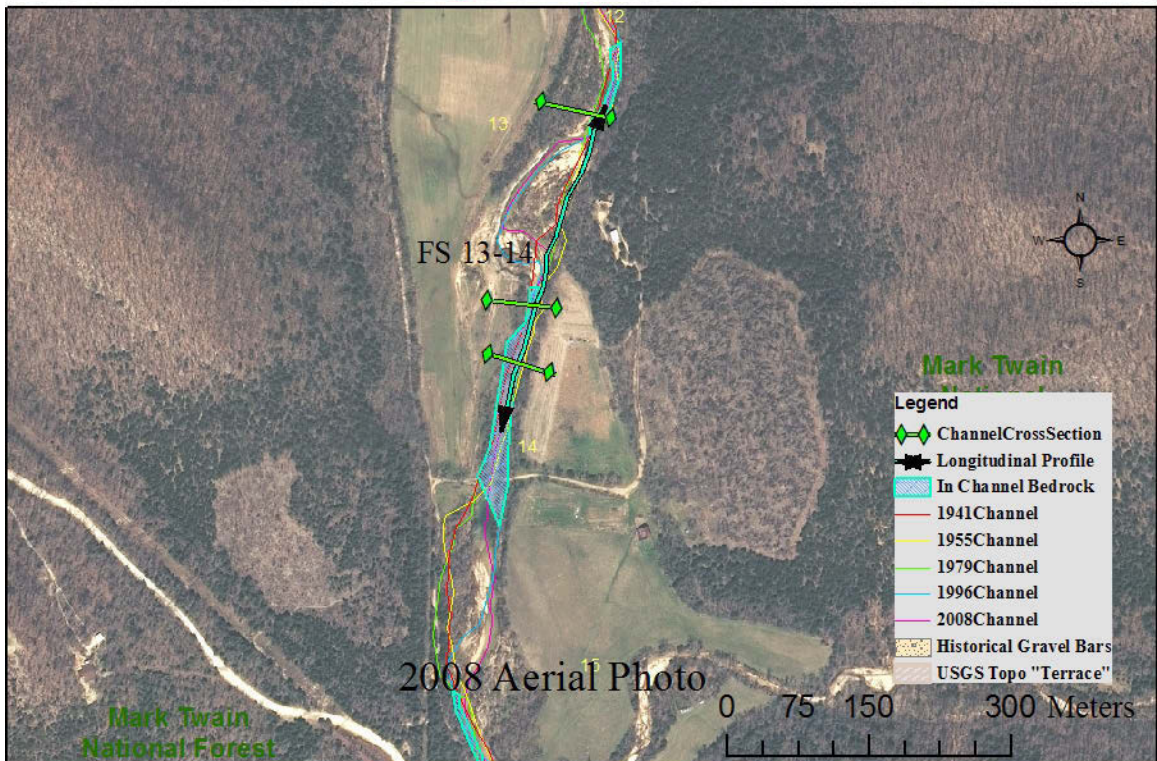 12
13
N
W E
S
FS 13-14
Mark Twain
National
Legend
ChannelCrossSection
Longitudinal Profile
In Channel Bedrock
1941Channel
1955Channel
1979Channel
1996Channel
2008Channel
Historical Gravel Bars
USGS Topo "Terrace"
14
15
2008 Aerial Photo
0 75 150 300 Meters
Mark Twain
National Forest